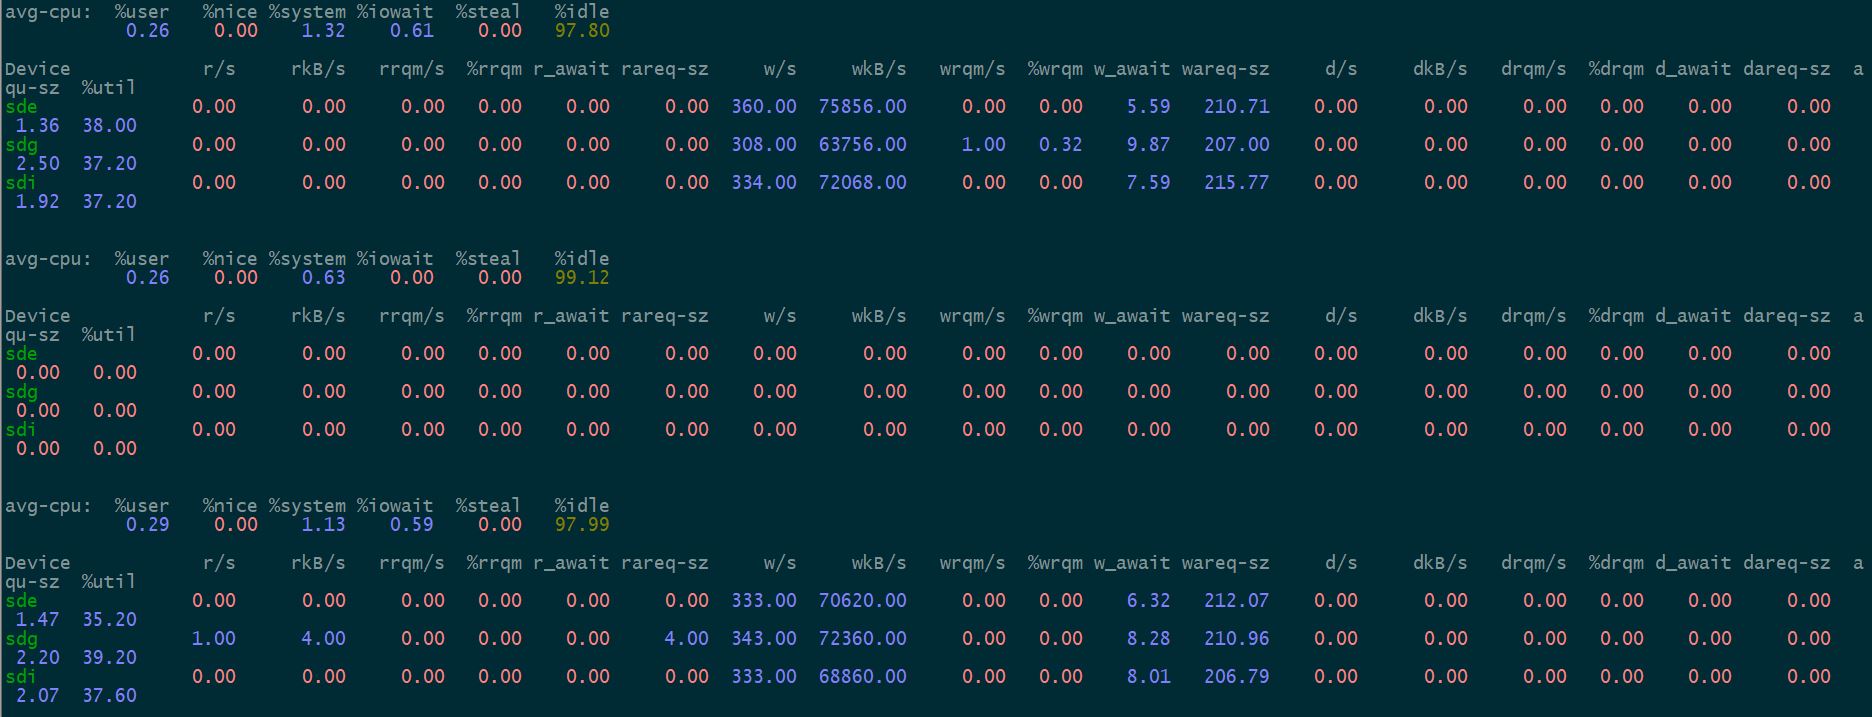 avg-cpu:  %user   %nice %system %iowait  %steal   %idle
           0.26    0.00    1.32    0.61    0.00   97.80
Device            r/s     rkB/s   rrqm/s  %rrqm r_await rareq-sz     w/s     wkB/s   wrqm/s  %wrqm w_await wareq-sz     d/s     dkB/s   drqm/s  %drqm d_await dareq-sz  a
qu-sz  %util
sde              0.00      0.00     0.00   0.00    0.00     0.00  360.00  75856.00     0.00   0.00    5.59   210.71    0.00      0.00     0.00   0.00    0.00     0.00
 1.36  38.00
sdg              0.00      0.00     0.00   0.00    0.00     0.00  308.00  63756.00     1.00   0.32    9.87   207.00    0.00      0.00     0.00   0.00    0.00     0.00
 2.50  37.20
sdi              0.00      0.00     0.00   0.00    0.00     0.00  334.00  72068.00     0.00   0.00    7.59   215.77    0.00      0.00     0.00   0.00    0.00     0.00
 1.92  37.20
avg-cpu:  %user   %nice %system %iowait  %steal   %idle
           0.26    0.00    0.63    0.00    0.00   99.12
Device            r/s     rkB/s   rrqm/s  %rrqm r_await rareq-sz     w/s     wkB/s   wrqm/s  %wrqm w_await wareq-sz     d/s     dkB/s   drqm/s  %drqm d_await dareq-sz  a
qu-sz  %util
sde              0.00      0.00     0.00   0.00    0.00     0.00    0.00      0.00     0.00   0.00    0.00     0.00    0.00      0.00     0.00   0.00    0.00     0.00
 0.00   0.00
sdg              0.00      0.00     0.00   0.00    0.00     0.00    0.00      0.00     0.00   0.00    0.00     0.00    0.00      0.00     0.00   0.00    0.00     0.00
 0.00   0.00
sdi              0.00      0.00     0.00   0.00    0.00     0.00    0.00      0.00     0.00   0.00    0.00     0.00    0.00      0.00     0.00   0.00    0.00     0.00
 0.00   0.00
avg-cpu:  %user   %nice %system %iowait  %steal   %idle
           0.29    0.00    1.13    0.59    0.00   97.99
Device            r/s     rkB/s   rrqm/s  %rrqm r_await rareq-sz     w/s     wkB/s   wrqm/s  %wrqm w_await wareq-sz     d/s     dkB/s   drqm/s  %drqm d_await dareq-sz  a
qu-sz  %util
sde              0.00      0.00     0.00   0.00    0.00     0.00  333.00  70620.00     0.00   0.00    6.32   212.07    0.00      0.00     0.00   0.00    0.00     0.00
 1.47  35.20
sdg              1.00      4.00     0.00   0.00    0.00     4.00  343.00  72360.00     0.00   0.00    8.28   210.96    0.00      0.00     0.00   0.00    0.00     0.00
 2.20  39.20
sdi              0.00      0.00     0.00   0.00    0.00     0.00  333.00  68860.00     0.00   0.00    8.01   206.79    0.00      0.00     0.00   0.00    0.00     0.00
 2.07  37.60